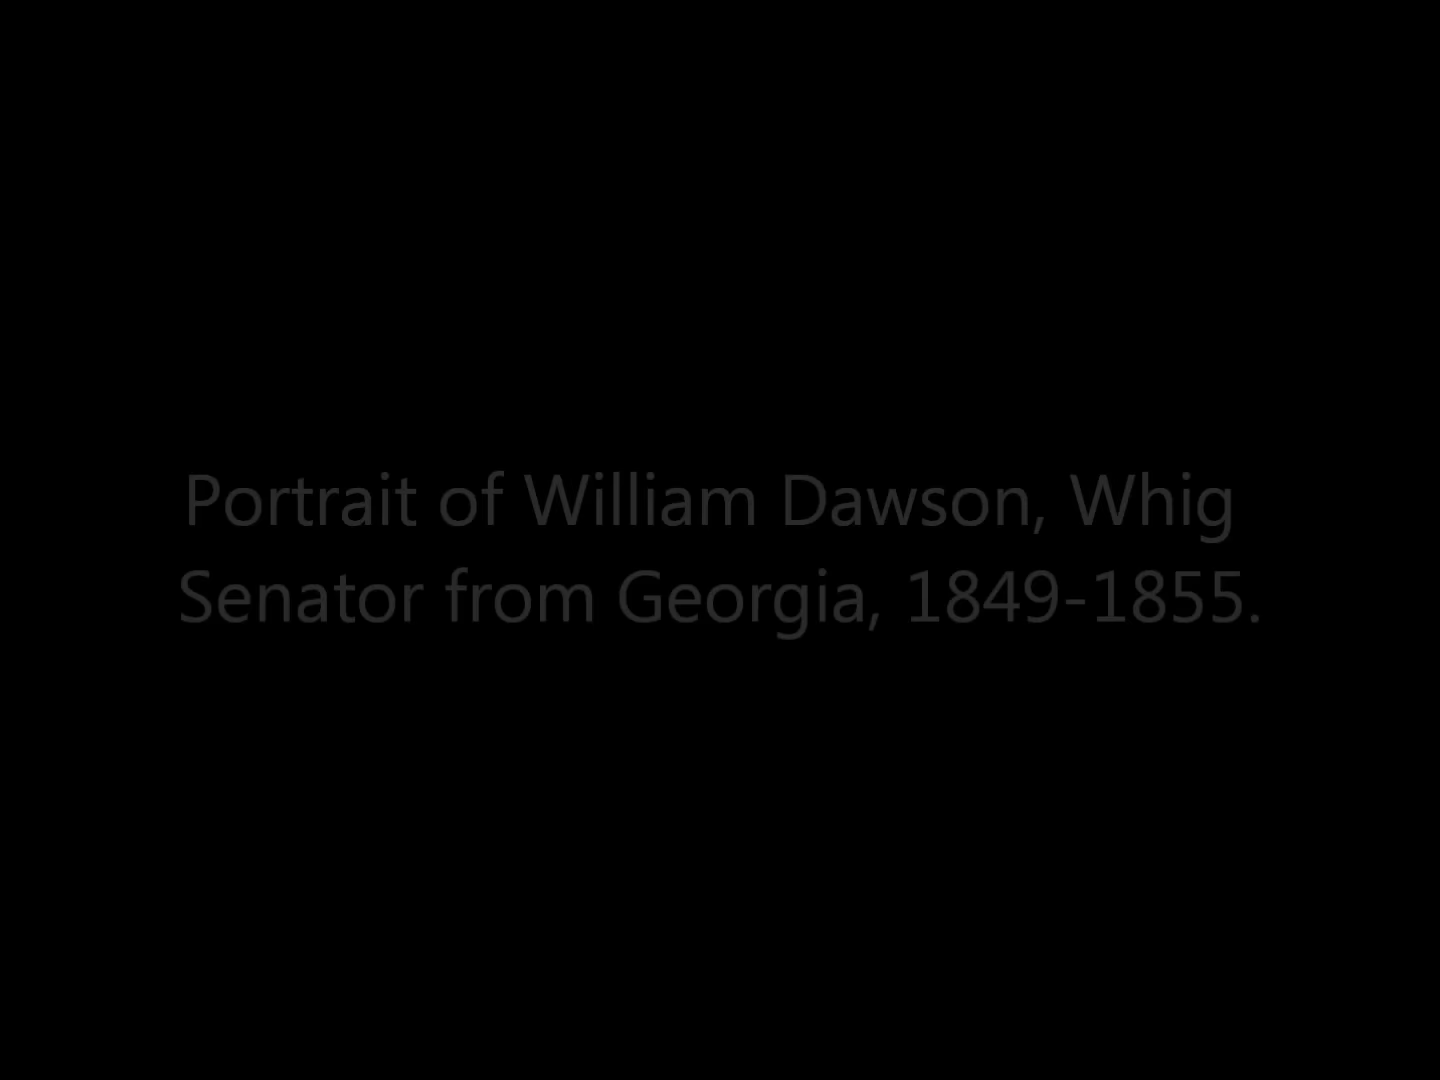 Portrait of William Dawson, Whig
Senator from Georgia, 1849-1855.